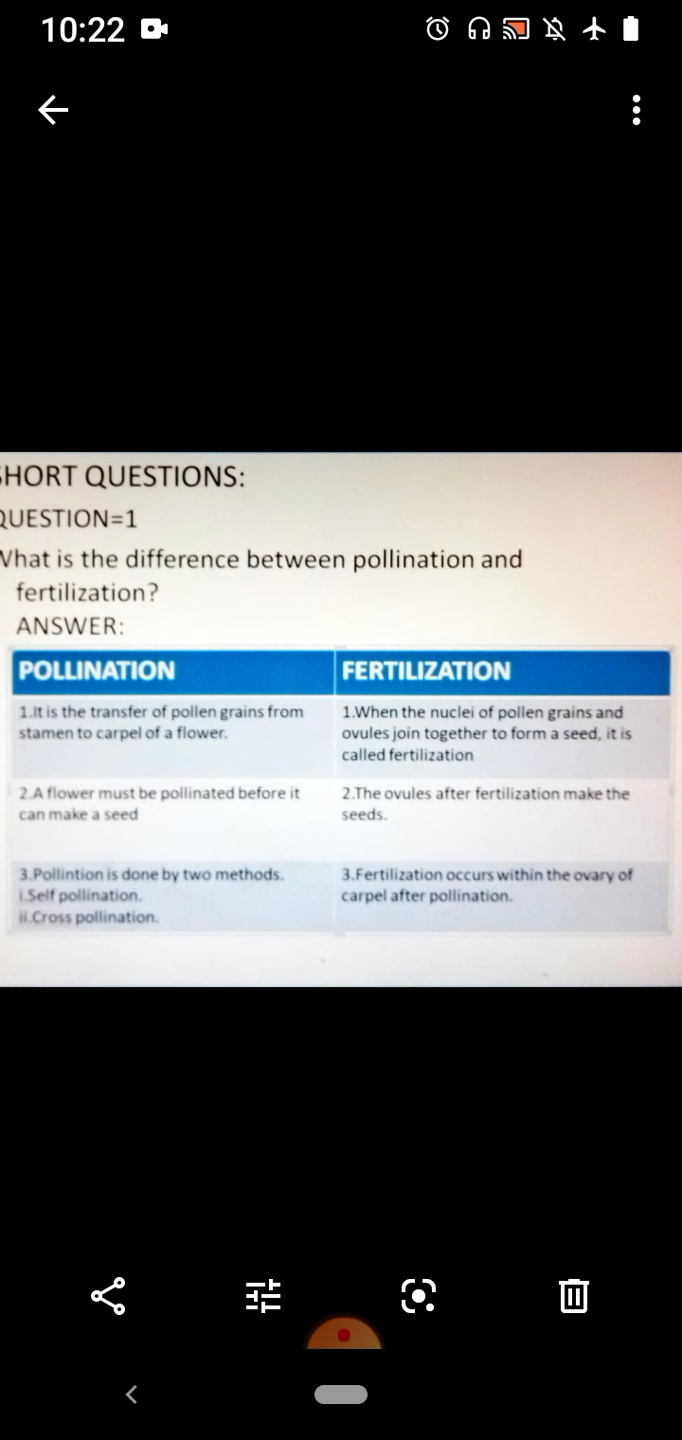 10:22
SHORT QUESTIONS:
QUESTION=1
What is the difference between pollination and
fertilization?
ANSWER:
POLLINATION
1.It is the transfer of pollen grains from
stamen to carpel of a flower.
2.A flower must be pollinated before it
can make a seed
3.Pollintion is done by two methods.
i.Self pollination.
ii.Cross pollination.
FERTILIZATION
1.When the nuclei of pollen grains and
ovules join together to form a seed, it is
called fertilization
2.The ovules after fertilization make the
seeds.
3.Fertilization occurs within the ovary of
carpel after pollination.